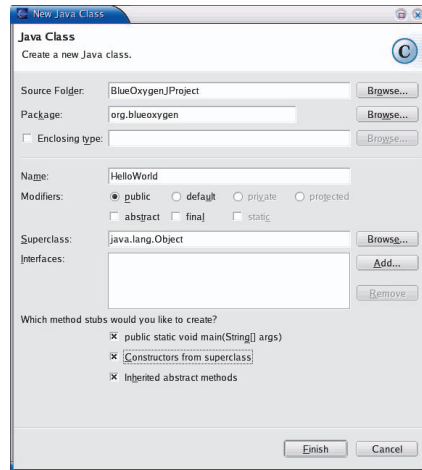 New Java Class
Java Class
Create a new Java class.
C
Source Folder: BlueOxygenJProject Browse...
Package: org.blueoxygen Browse...
Enclosing type: Browse...
Name: HelloWorld
Modifiers: public default private protected
abstract final static
Superclass: java.lang.Object Browse...
Interfaces: Add...
Remove
Which method stubs would you like to create?
public static void main(String[] args)
Constructors from superclass
Inherited abstract methods
Finish Cancel